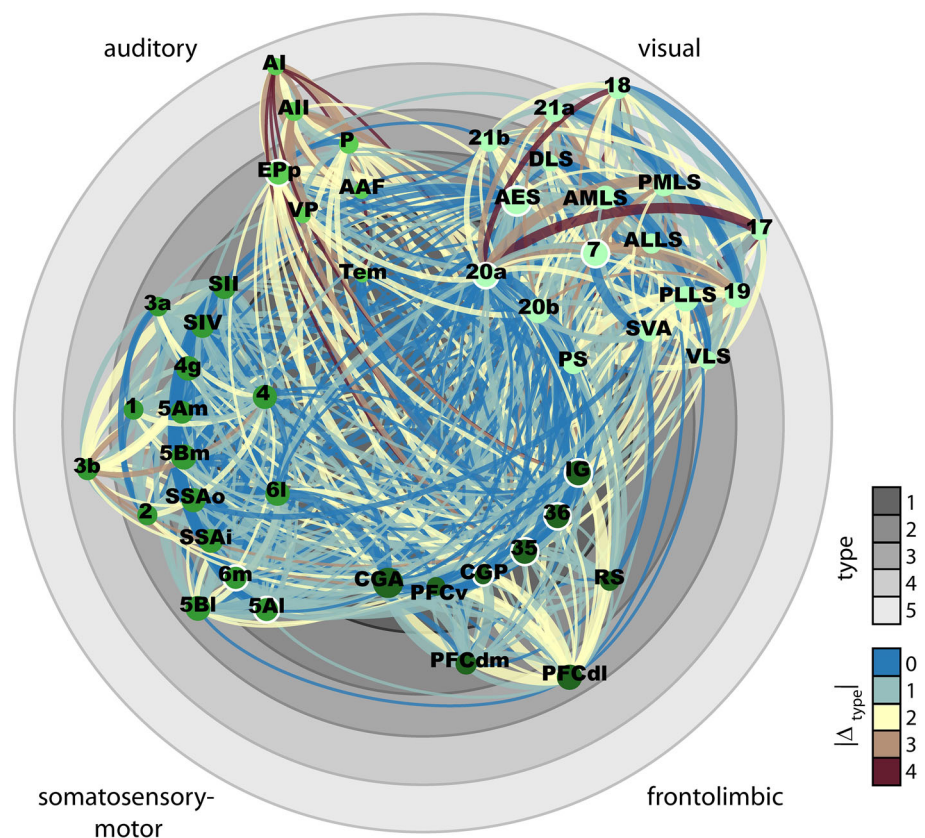 auditory
visual
AI
18
AII
21a
P
21b
DLS
EPp
PMLS
AAF
AES
AMLS
VP
17
ALLS
7
Tem
20a
SII
19
3a
PLLS
20b
SIV
SVA
PS
VLS
4g
4
1
5Am
5Bm
3b
IG
6l
SSAo
2
36
SSAi
35
6m
CGA
CGP
RS
PFCv
5Bl
5Al
PFCdm
PFCdl
type
1
2
3
4
5
|Δ type|
0
1
2
3
4
somatosensory-
motor
frontolimbic